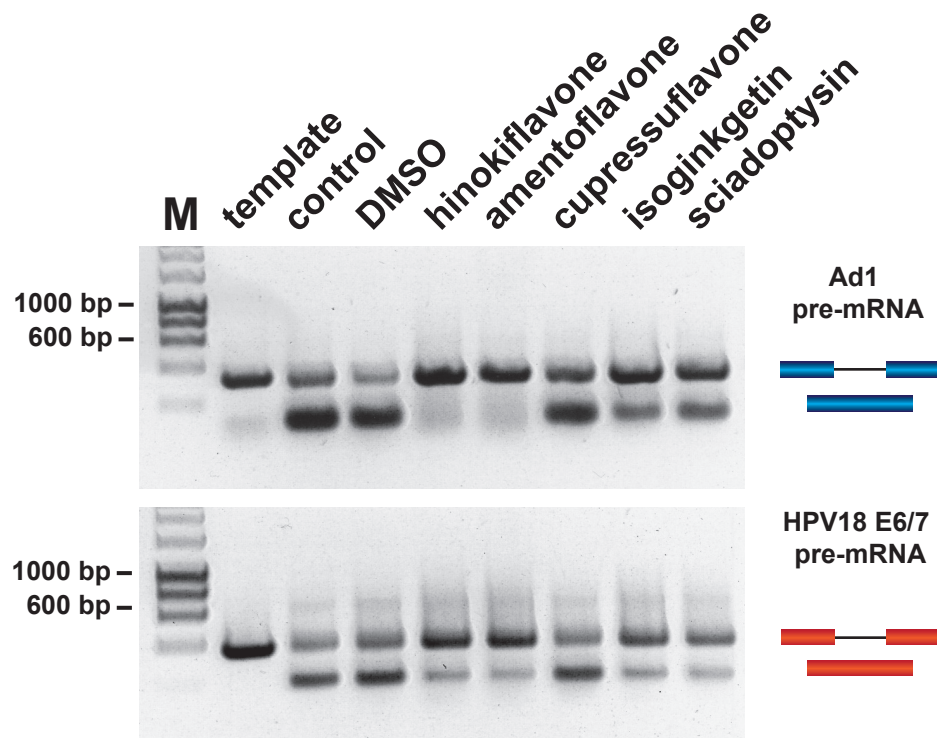 M
template
control
DMSO
hinokiflavone
amentoflavone
cupressuflavone
isoginkgetin
sciadoptysin
1000 bp –
600 bp –
Ad1
pre-mRNA
1000 bp –
600 bp –
HPV18 E6/7
pre-mRNA